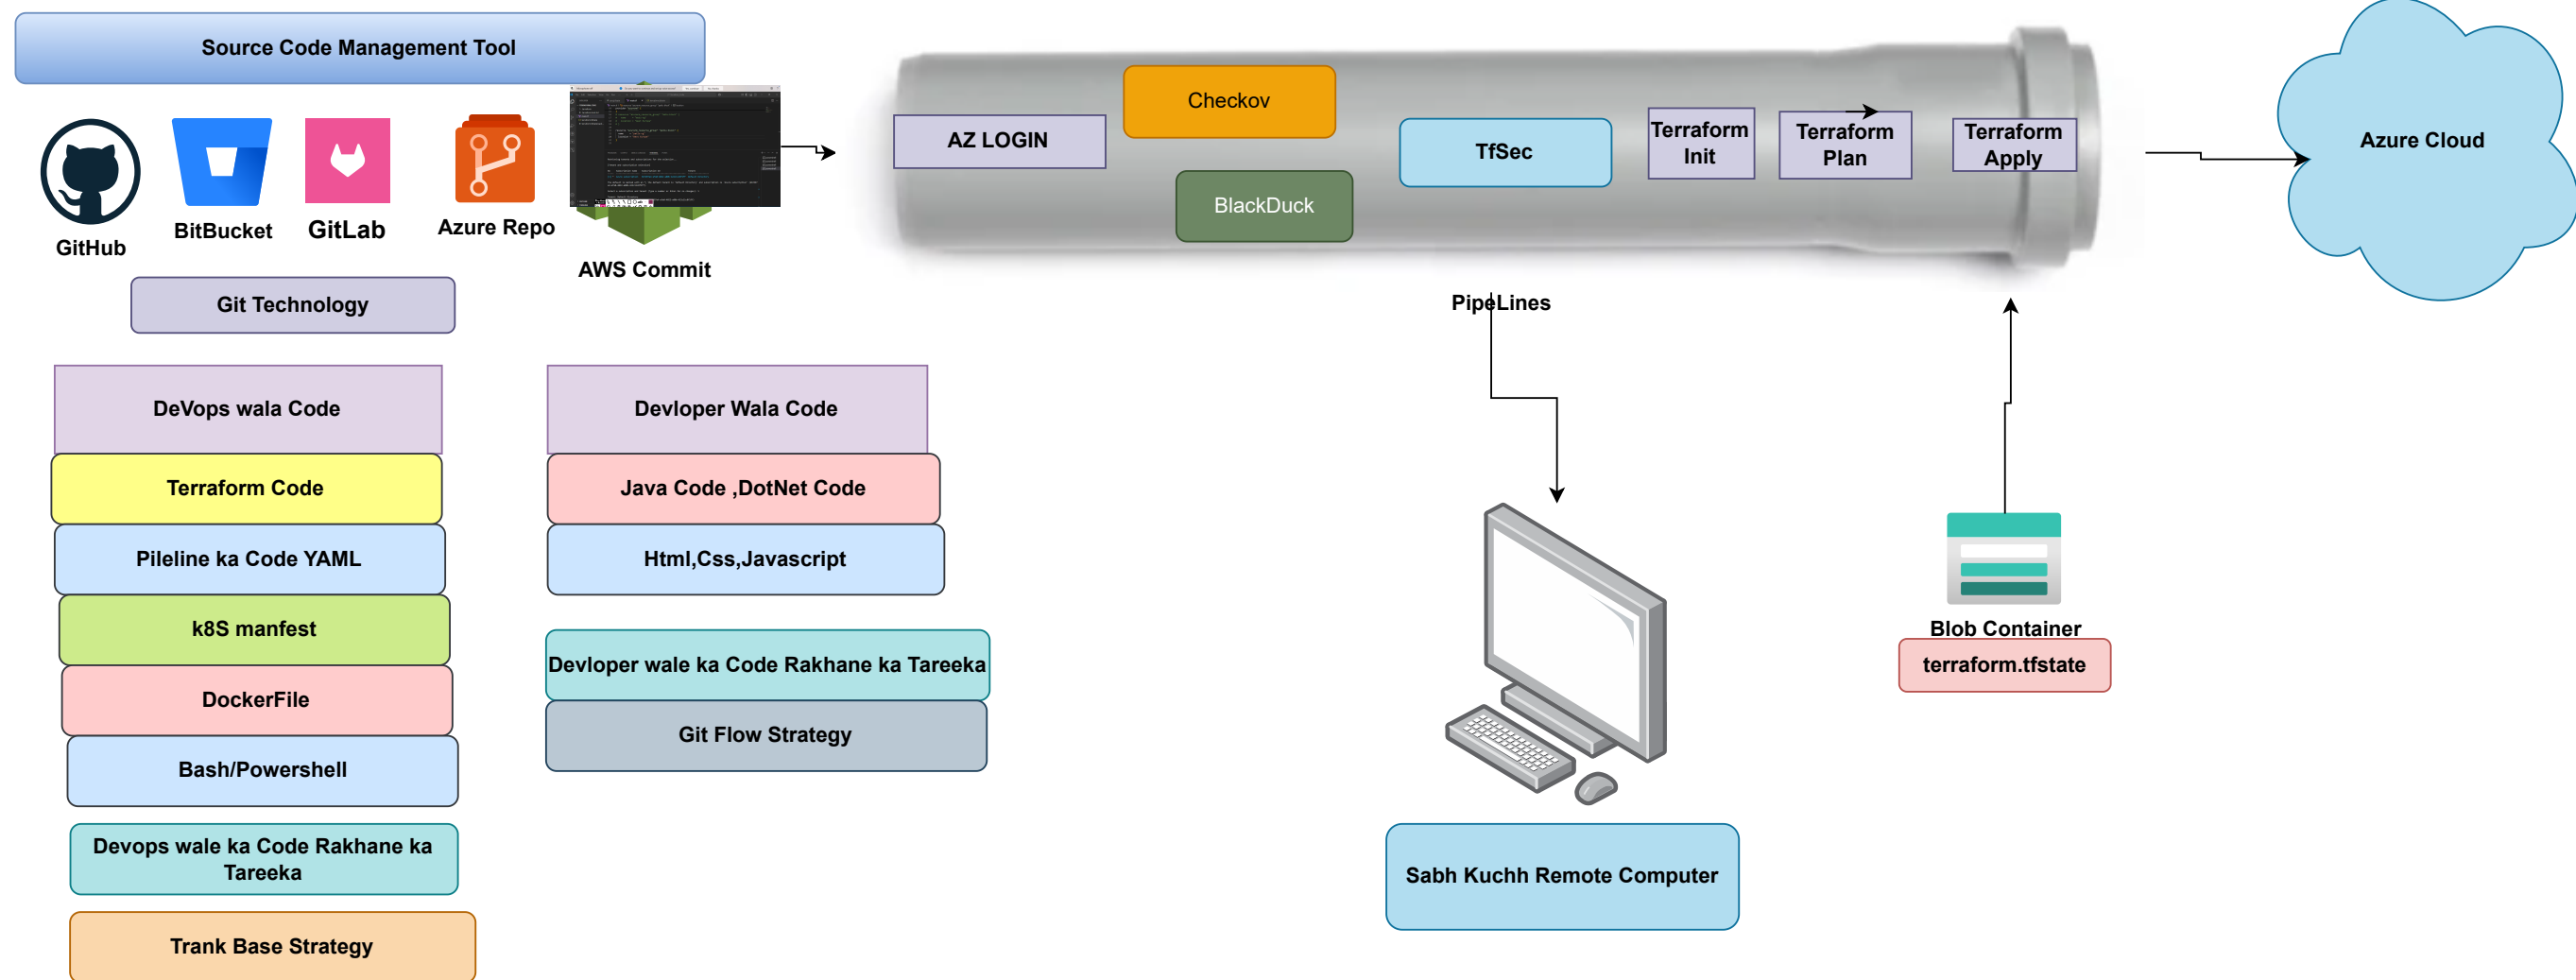 Source Code Management Tool
GitHub
BitBucket
GitLab
Azure Repo
AWS Commit
Git Technology
DeVops wala Code
Terraform Code
Pileline ka Code YAML
k8S manfest
DockerFile
Bash/Powershell
Devops wale ka Code Rakhane ka
Tareeka
Trank Base Strategy
Devloper Wala Code
Java Code ,DotNet Code
Html,Css,Javascript
Devloper wale ka Code Rakhane ka Tareeka
Git Flow Strategy
AZ LOGIN
Checkov
BlackDuck
TfSec
Terraform
Init
Terraform
Plan
Terraform
Apply
PipeLines
Sabh Kuchh Remote Computer
Blob Container
terraform.tfstate
Azure Cloud